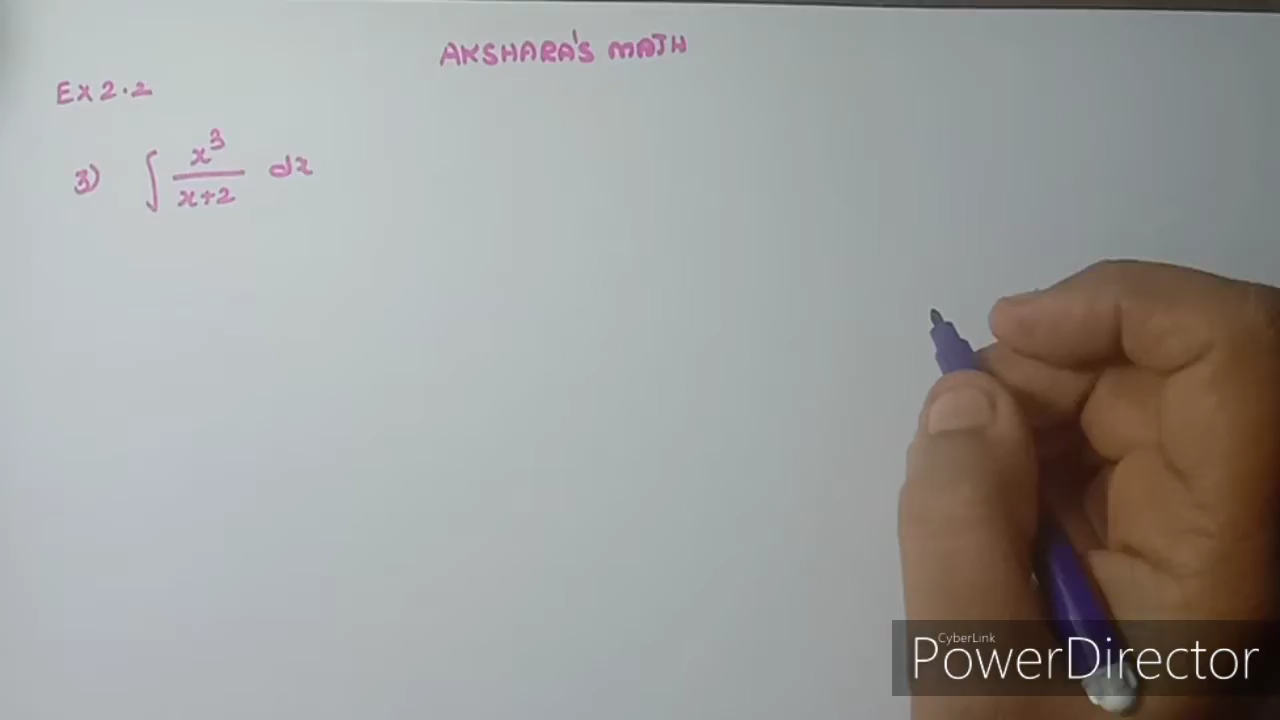 AKSHARA'S MATH
Ex 2.2
3) ∫ x³/(x+2) dx
CyberLink
PowerDirector